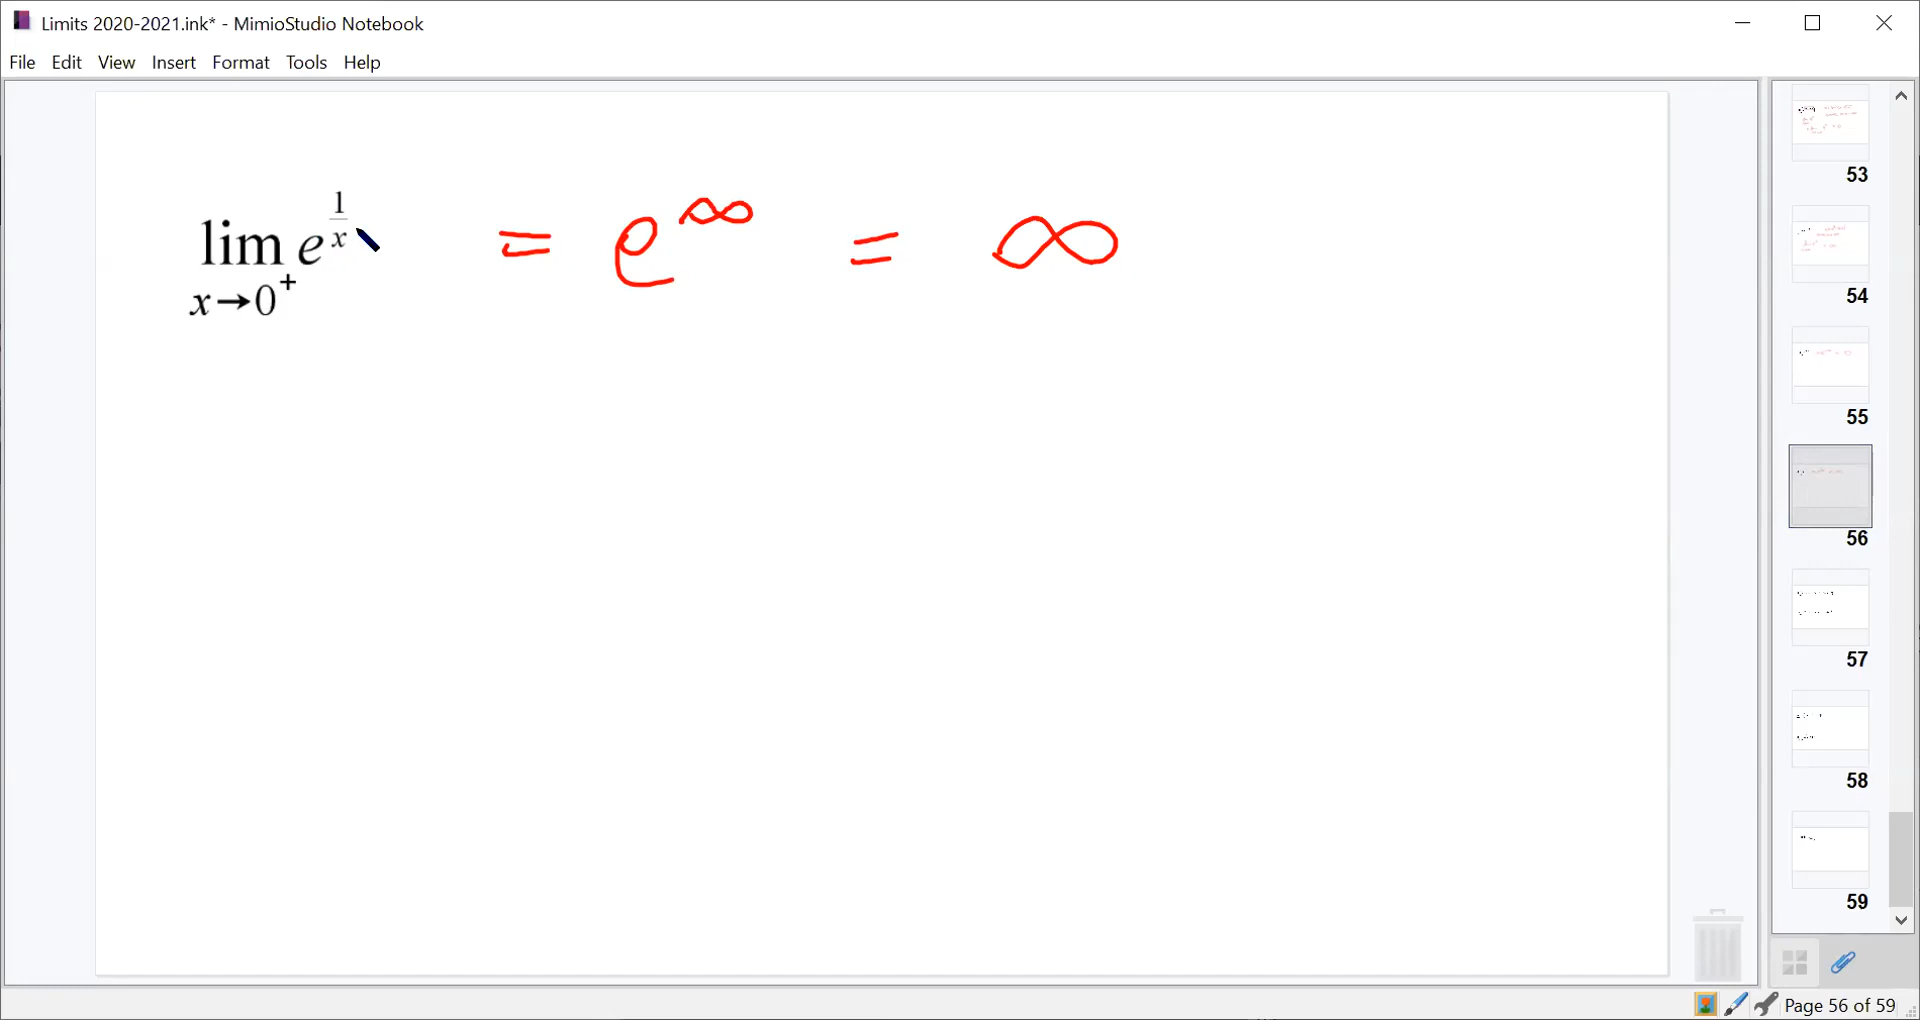 Limits 2020-2021.ink* - MimioStudio Notebook
File Edit View Insert Format Tools Help
lim e^(1/x) = e^∞ = ∞
x→0⁺
53
54
55
56
57
58
59
Page 56 of 59